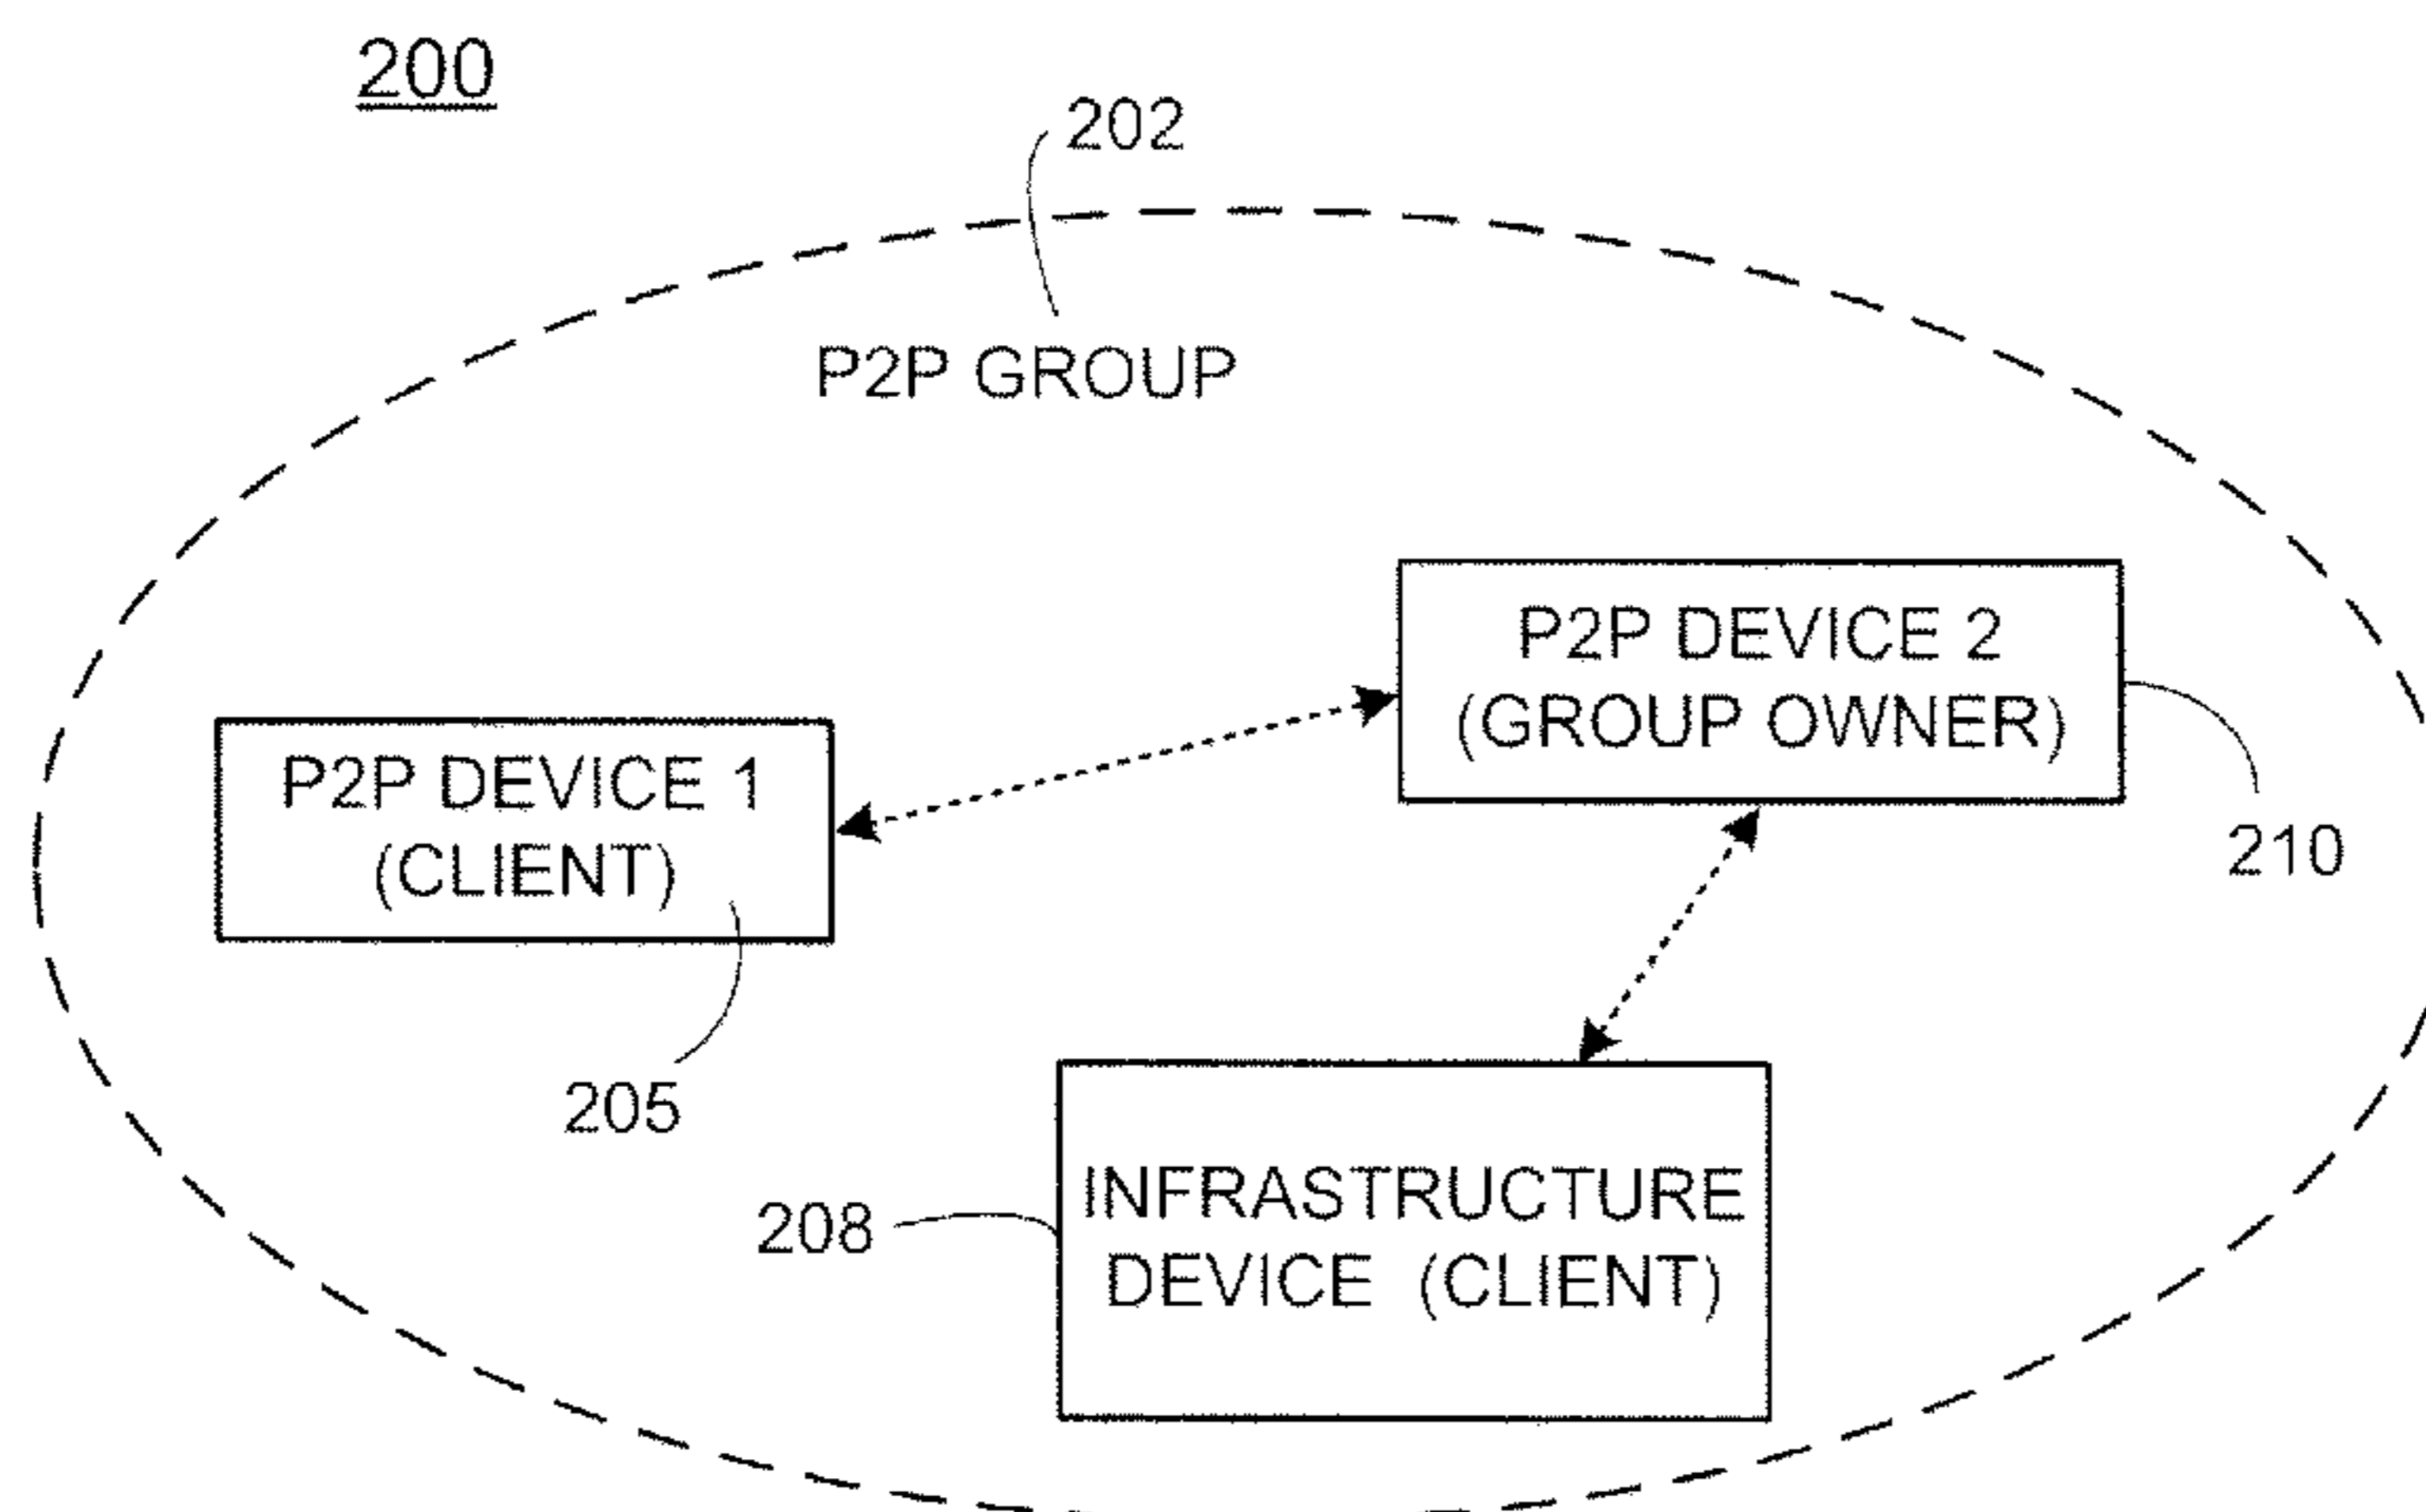 200
202
P2P GROUP
P2P DEVICE 2
(GROUP OWNER)
P2P DEVICE 1
(CLIENT)
210
205
208
INFRASTRUCTURE
DEVICE (CLIENT)